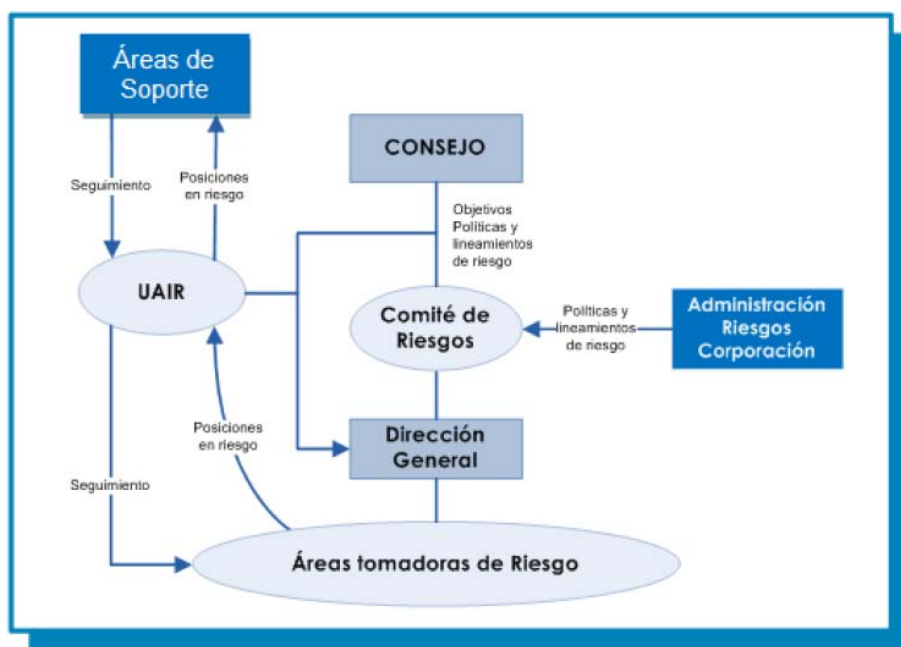 Áreas de
Soporte
CONSEJO
Seguimiento
Posiciones
en riesgo
Objetivos
Políticas y
lineamientos
de riesgo
UAIR
Comité de
Riesgos
Políticas y
lineamientos
de riesgo
Administración
Riesgos
Corporación
Posiciones
en riesgo
Dirección
General
Seguimiento
Áreas tomadoras de Riesgo